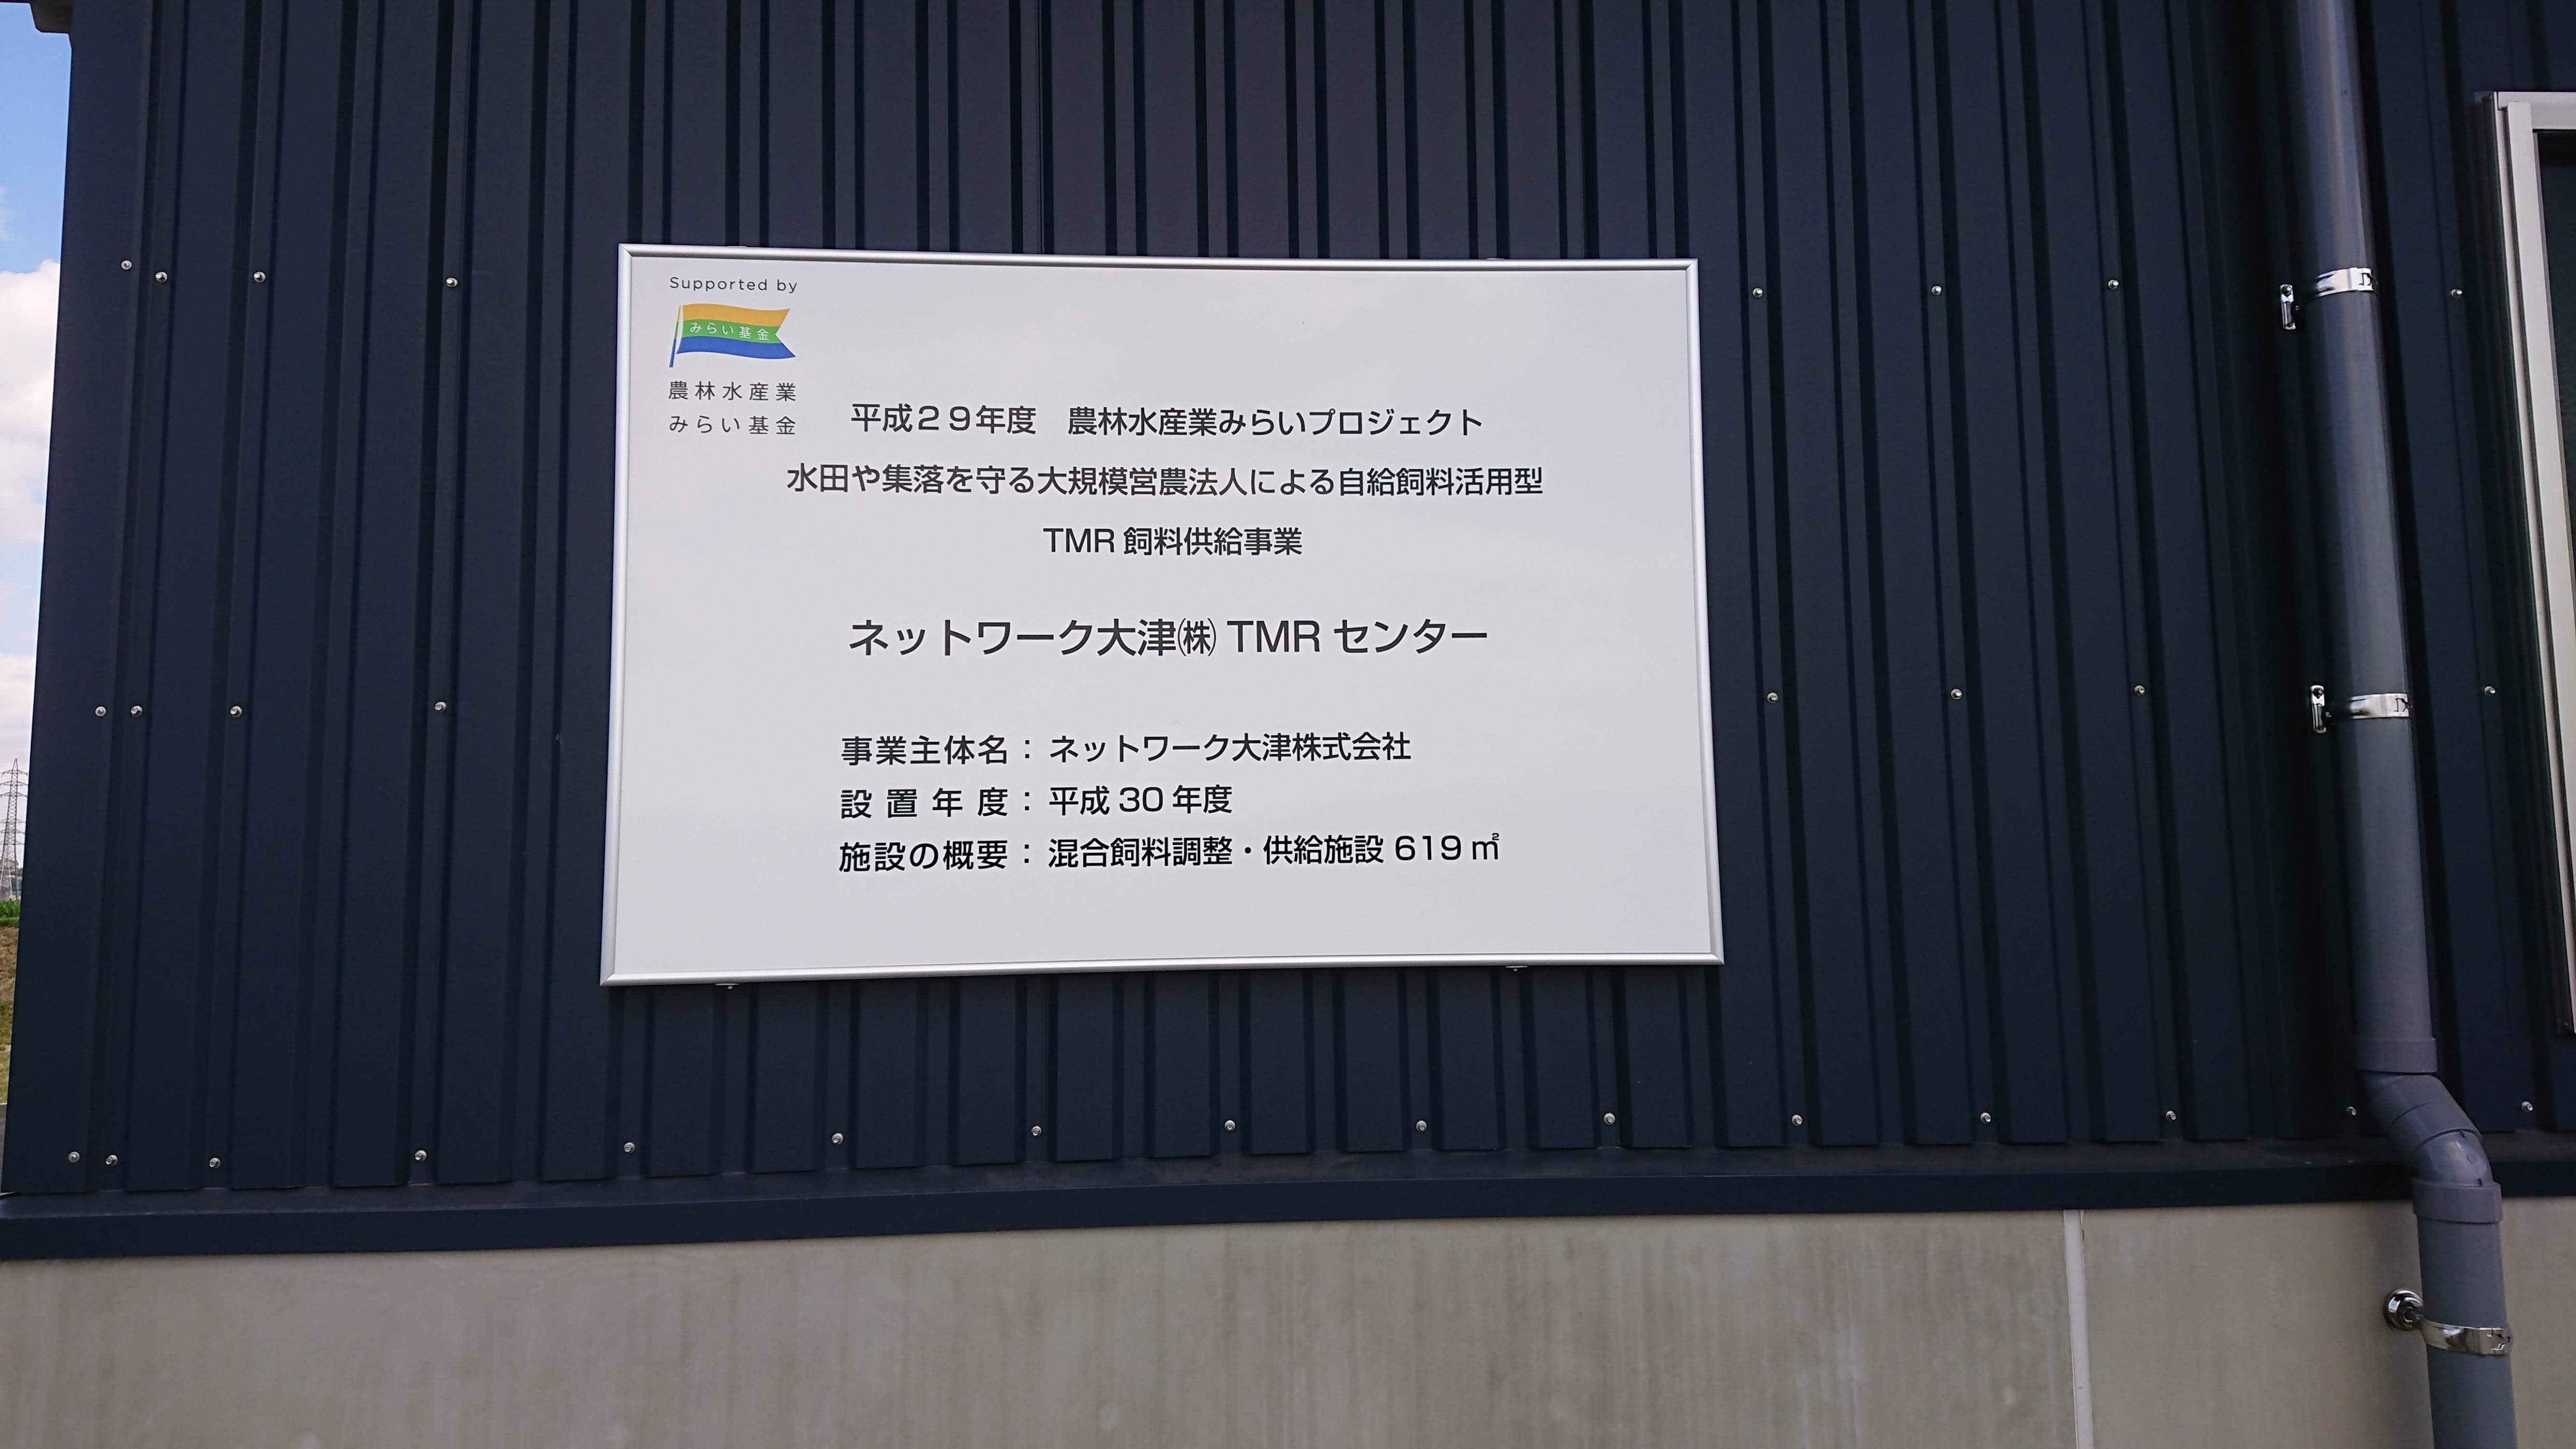 Supported by
みらい基金
農林水産業
みらい基金
平成２９年度　農林水産業みらいプロジェクト
水田や集落を守る大規模営農法人による自給飼料活用型
TMR 飼料供給事業
ネットワーク大津㈱ TMR センター
事業主体名：ネットワーク大津株式会社
設置年度：平成 30 年度
施設の概要：混合飼料調整・供給施設 619 ㎡